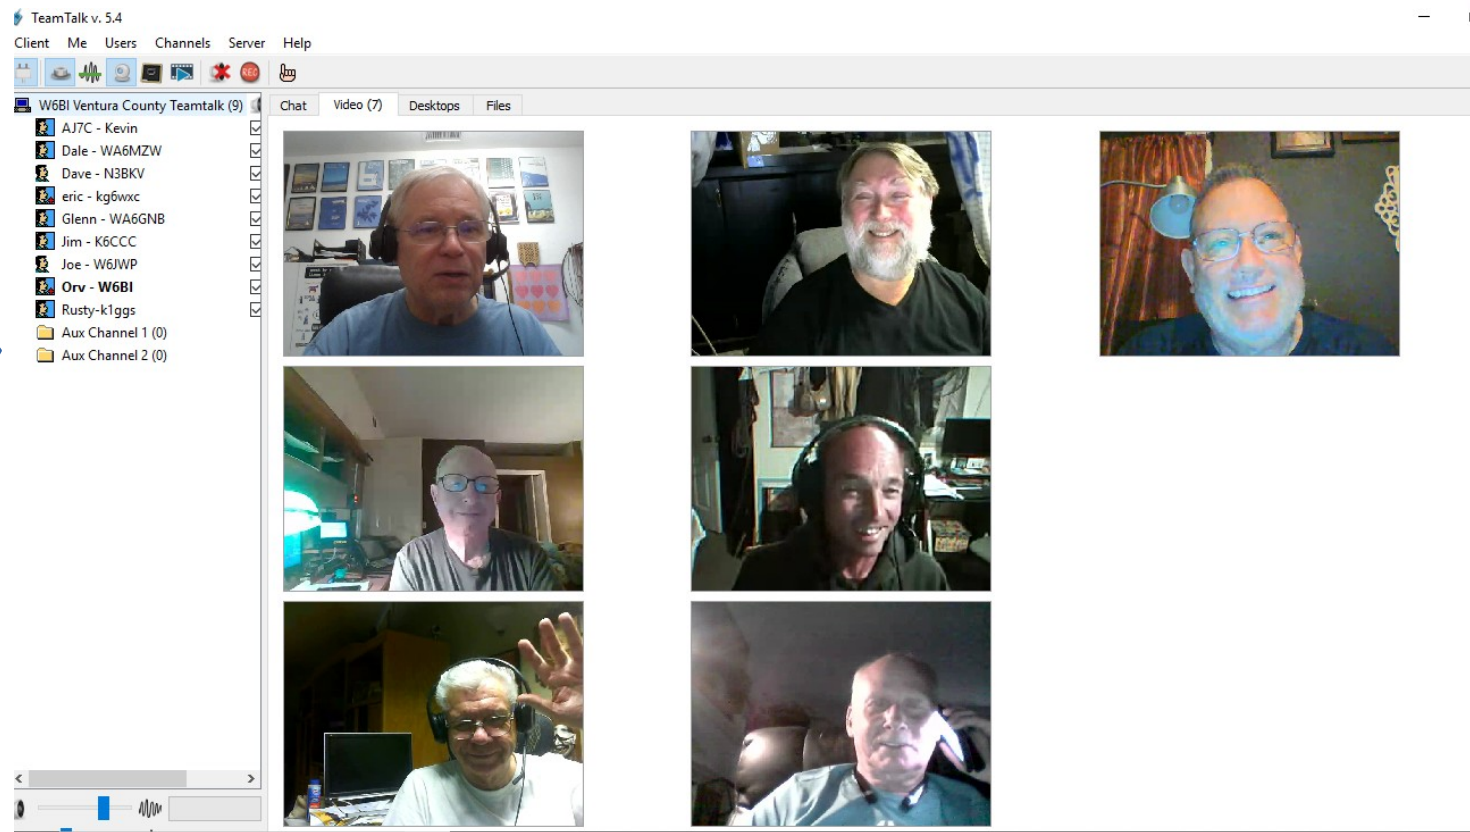 TeamTalk v. 5.4
Client Me Users Channels Server Help
REC
W6BI Ventura County Teamtalk (9)
Chat Video (7) Desktops Files
AJ7C - Kevin
Dale - WA6MZW
Dave - N3BKV
eric - kg6wxc
Glenn - WA6GNB
Jim - K6CCC
Joe - W6JWP
Orv - W6BI
Rusty-k1ggs
Aux Channel 1 (0)
Aux Channel 2 (0)